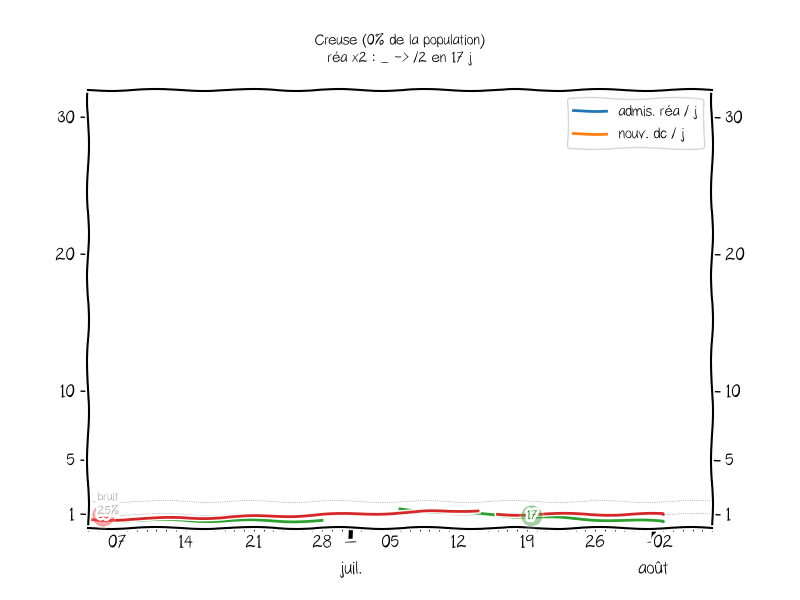 Creuse (0% de la population)
réa x2 : _ -> /2 en 17 j
admis. réa / j
nouv. dc / j
30
30
20
20
10
10
5
5
bruit
25%
17
1
1
07 14 21 28 05 12 19 26 02
juil. août